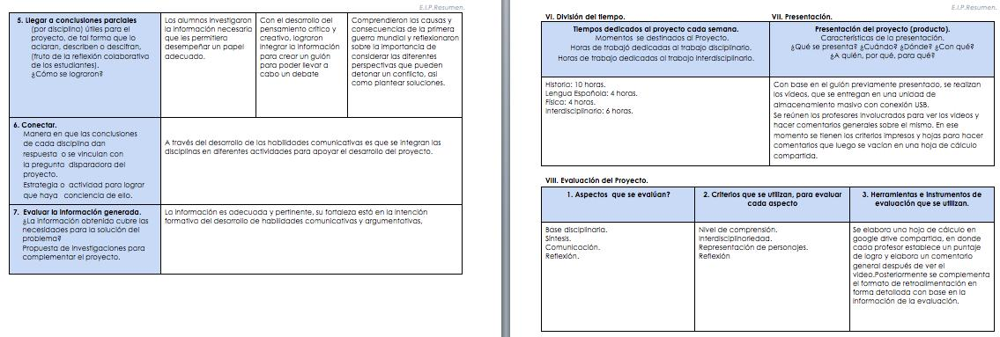 E.I.P.Resumen.
5. Llegar a conclusiones parciales
(por disciplina) útiles para el
proyecto, de tal forma que lo
aclaran, describen o descifran,
(fruto de la reflexión colaborativa
de los estudiantes).
¿Cómo se lograron?
Los alumnos investigaron
la información necesaria
que les permitiera
desempeñar un papel
adecuado.
Con el desarrollo del
pensamiento crítico y
creativo, lograron
integrar la información
para crear un guión
para poder llevar a
cabo un debate
Comprendieron las causas y
consecuencias de la primera
guerra mundial y reflexionaron
sobre la importancia de
considerar las diferentes
perspectivas que pueden
detonar un conflicto, así
como plantear soluciones.
6. Conectar.
Manera en que las conclusiones
de cada disciplina dan
respuesta o se vinculan con
la pregunta disparadora del
proyecto.
Estrategia o actividad para lograr
que haya conciencia de ello.
A través del desarrollo de las habilidades comunicativas es que se integran las
disciplinas en diferentes actividades para apoyar el desarrollo del proyecto.
7. Evaluar la información generada.
¿La información obtenida cubre las
necesidades para la solución del
problema?
Propuesta de investigaciones para
complementar el proyecto.
La información es adecuada y pertinente, su fortaleza está en la intención
formativa del desarrollo de habilidades comunicativas y argumentativas,
E.I.P.Resumen.
VI. División del tiempo.
VII. Presentación.
Tiempos dedicados al proyecto cada semana.
Momentos se destinados al Proyecto.
Horas de trabajó dedicadas al trabajo disciplinario.
Horas de trabajo dedicadas al trabajo interdisciplinario.
Presentación del proyecto (producto).
Características de la presentación.
¿Qué se presenta? ¿Cuándo? ¿Dónde? ¿Con qué?
¿A quién, por qué, para qué?
Historia: 10 horas.
Lengua Española: 4 horas.
Física: 4 horas.
Interdisciplinario: 6 horas.
Con base en el guión previamente presentado, se realizan
los videos, que se entregan en una unidad de
almacenamiento masivo con conexión USB.
Se reúnen los profesores involucrados para ver los videos y
hacer comentarios generales sobre el mismo. En ese
momento se tienen los criterios impresos y hojas para hacer
comentarios que luego se vacían en una hoja de cálculo
compartida.
VIII. Evaluación del Proyecto.
1. Aspectos que se evalúan?
2. Criterios que se utilizan, para evaluar
cada aspecto
3. Herramientas e instrumentos de
evaluación que se utilizan.
Base disciplinaria.
Síntesis.
Comunicación.
Reflexión.
Nivel de comprensión.
Interdisciplinariedad.
Representación de personajes.
Reflexión
Se elabora una hoja de cálculo en
google drive compartida, en donde
cada profesor establece un puntaje
de logro y elabora un comentario
general después de ver el
video.Posteriormente se complementa
el formato de retroalimentación en
forma detallada con base en la
información de la evaluación.